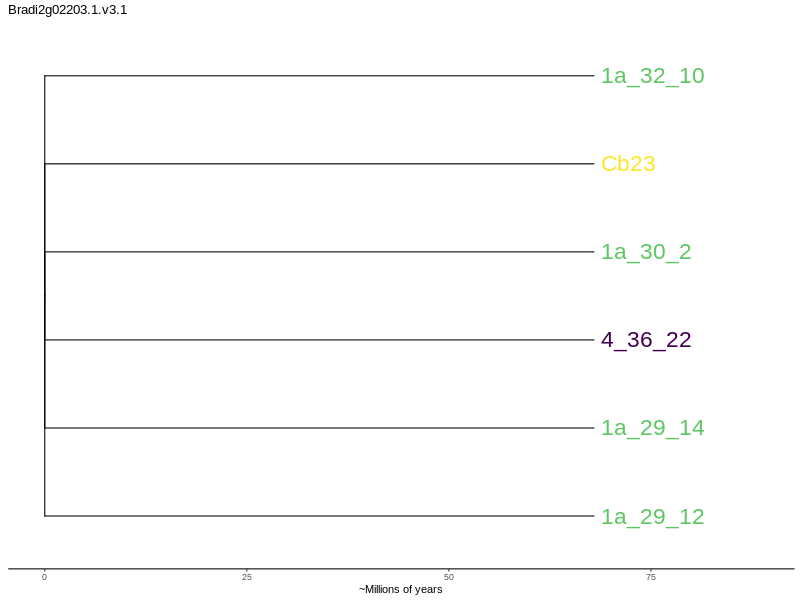 Bradi2g02203.1.v3.1
1a_32_10
Cb23
1a_30_2
4_36_22
1a_29_14
1a_29_12
0 25 50 75
~Millions of years